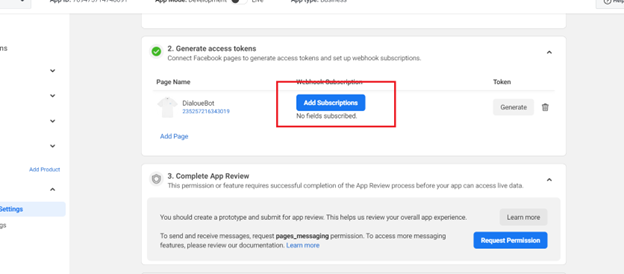 App Mode: Development
Live
App type: Business
Help
ons
2. Generate access tokens
Connect Facebook pages to generate access tokens and set up webhook subscriptions.
Page Name
Webhook Subscription
Token
DialoueBot
235257216343019
Add Subscriptions
No fields subscribed.
Generate
Add Page
Add Product
3. Complete App Review
This permission or feature requires successful completion of the App Review process before your app can access live data.
Settings
gs
You should create a prototype and submit for app review. This helps us review your overall app experience.
Learn more
To send and receive messages, request pages_messaging permission. To access more messaging
features, please review our documentation. Learn more
Request Permission